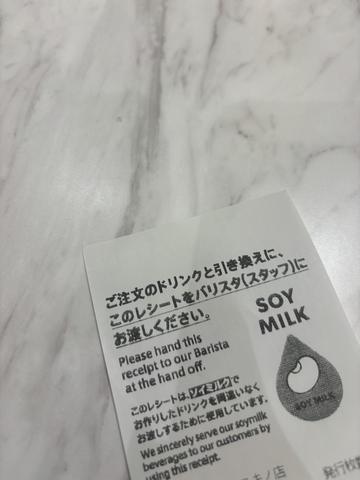 ご注文のドリンクと引き換えに、
このレシートをバリスタ(スタッフ)に
お渡しください。
Please hand this
receipt to our Barista
at the hand off.
SOY
MILK
SOY MILK
このレシートは、ソイミルクで
お作りしたドリンクを間違いなく
お渡しするために使用しています。
We sincerely serve our soymilk
beverages to our customers by
using this receipt.
店
発行枚数